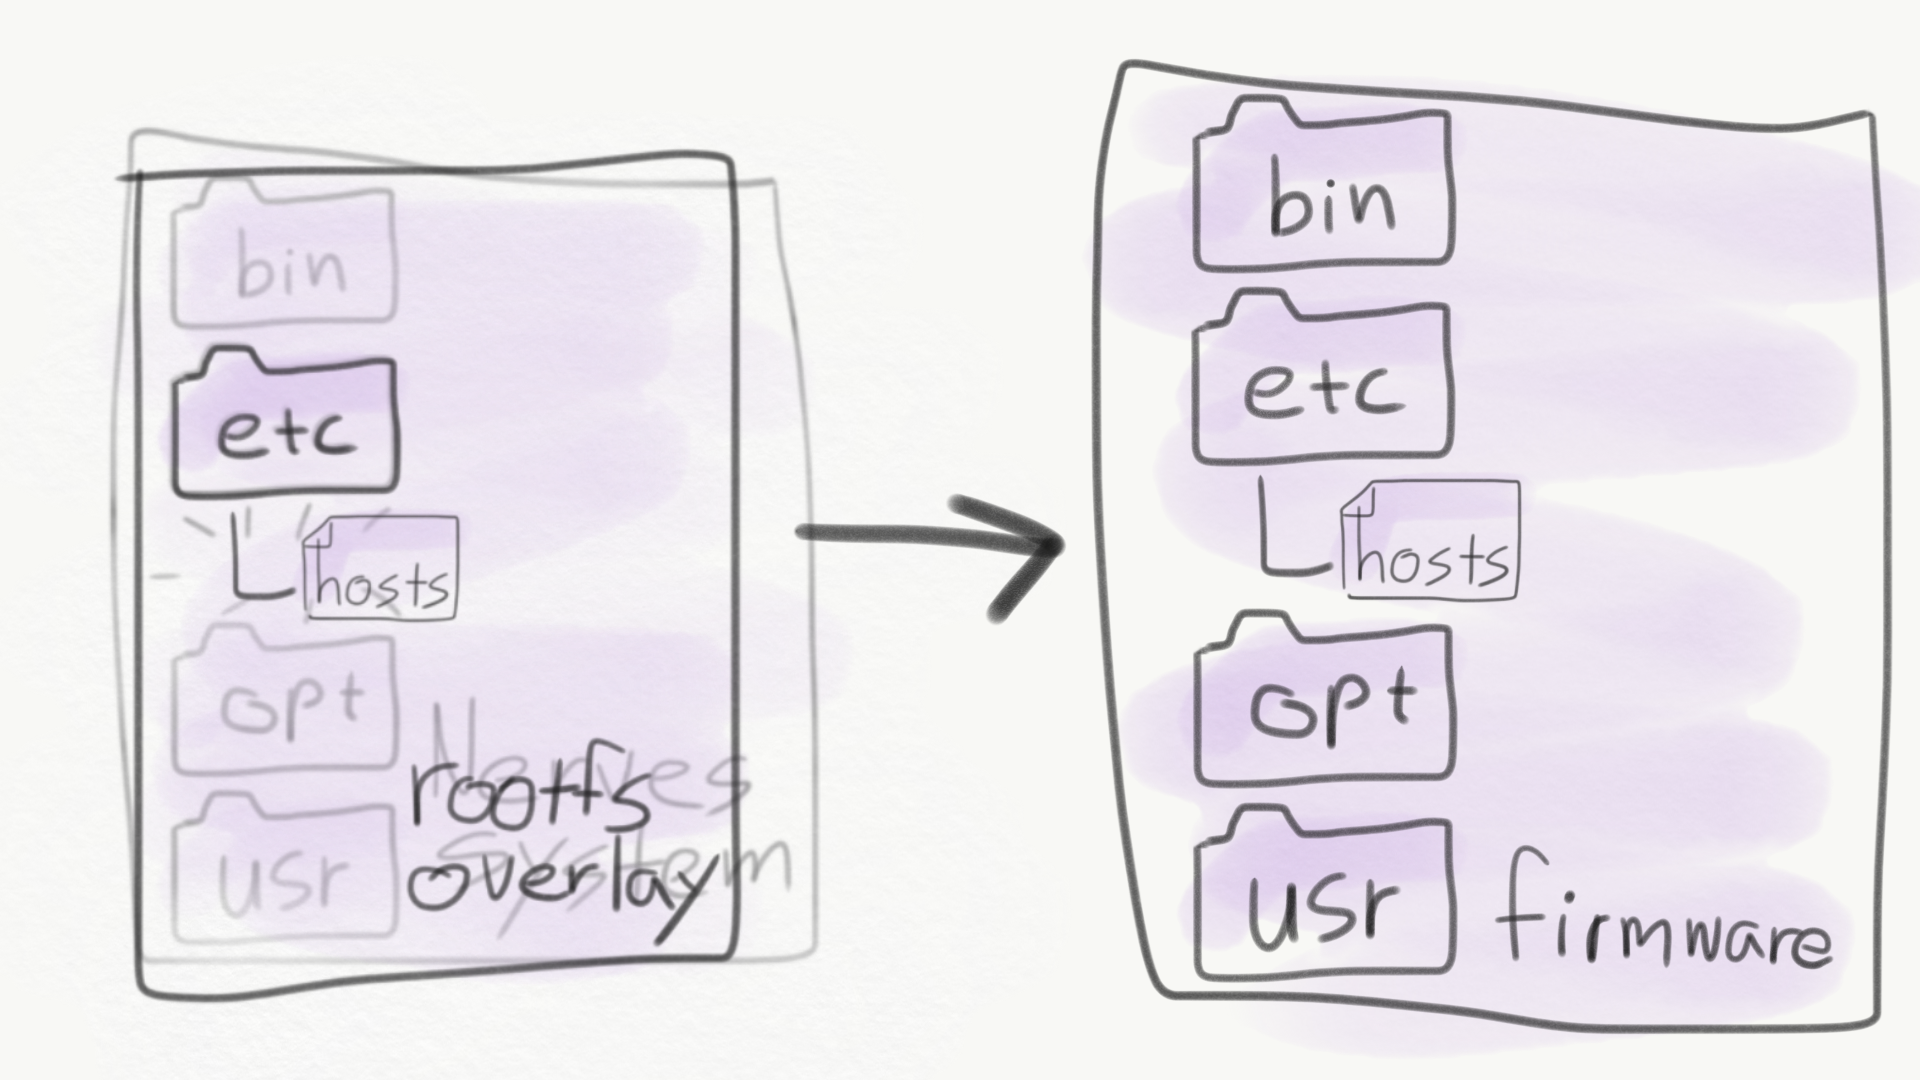 bin
etc
hosts
opt
usr
Nerves
system
rootfs
overlay
bin
etc
hosts
opt
usr
firmware